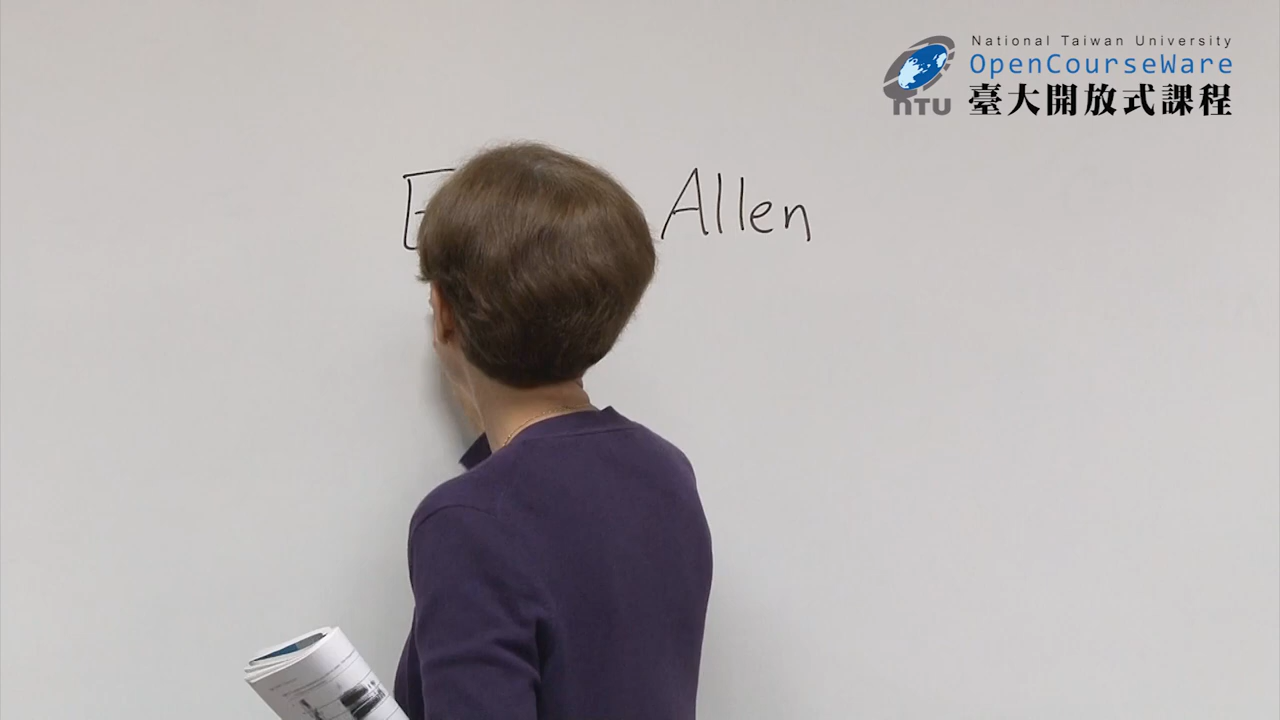 National Taiwan University
OpenCourseWare
臺大開放式課程
NTU
Allen